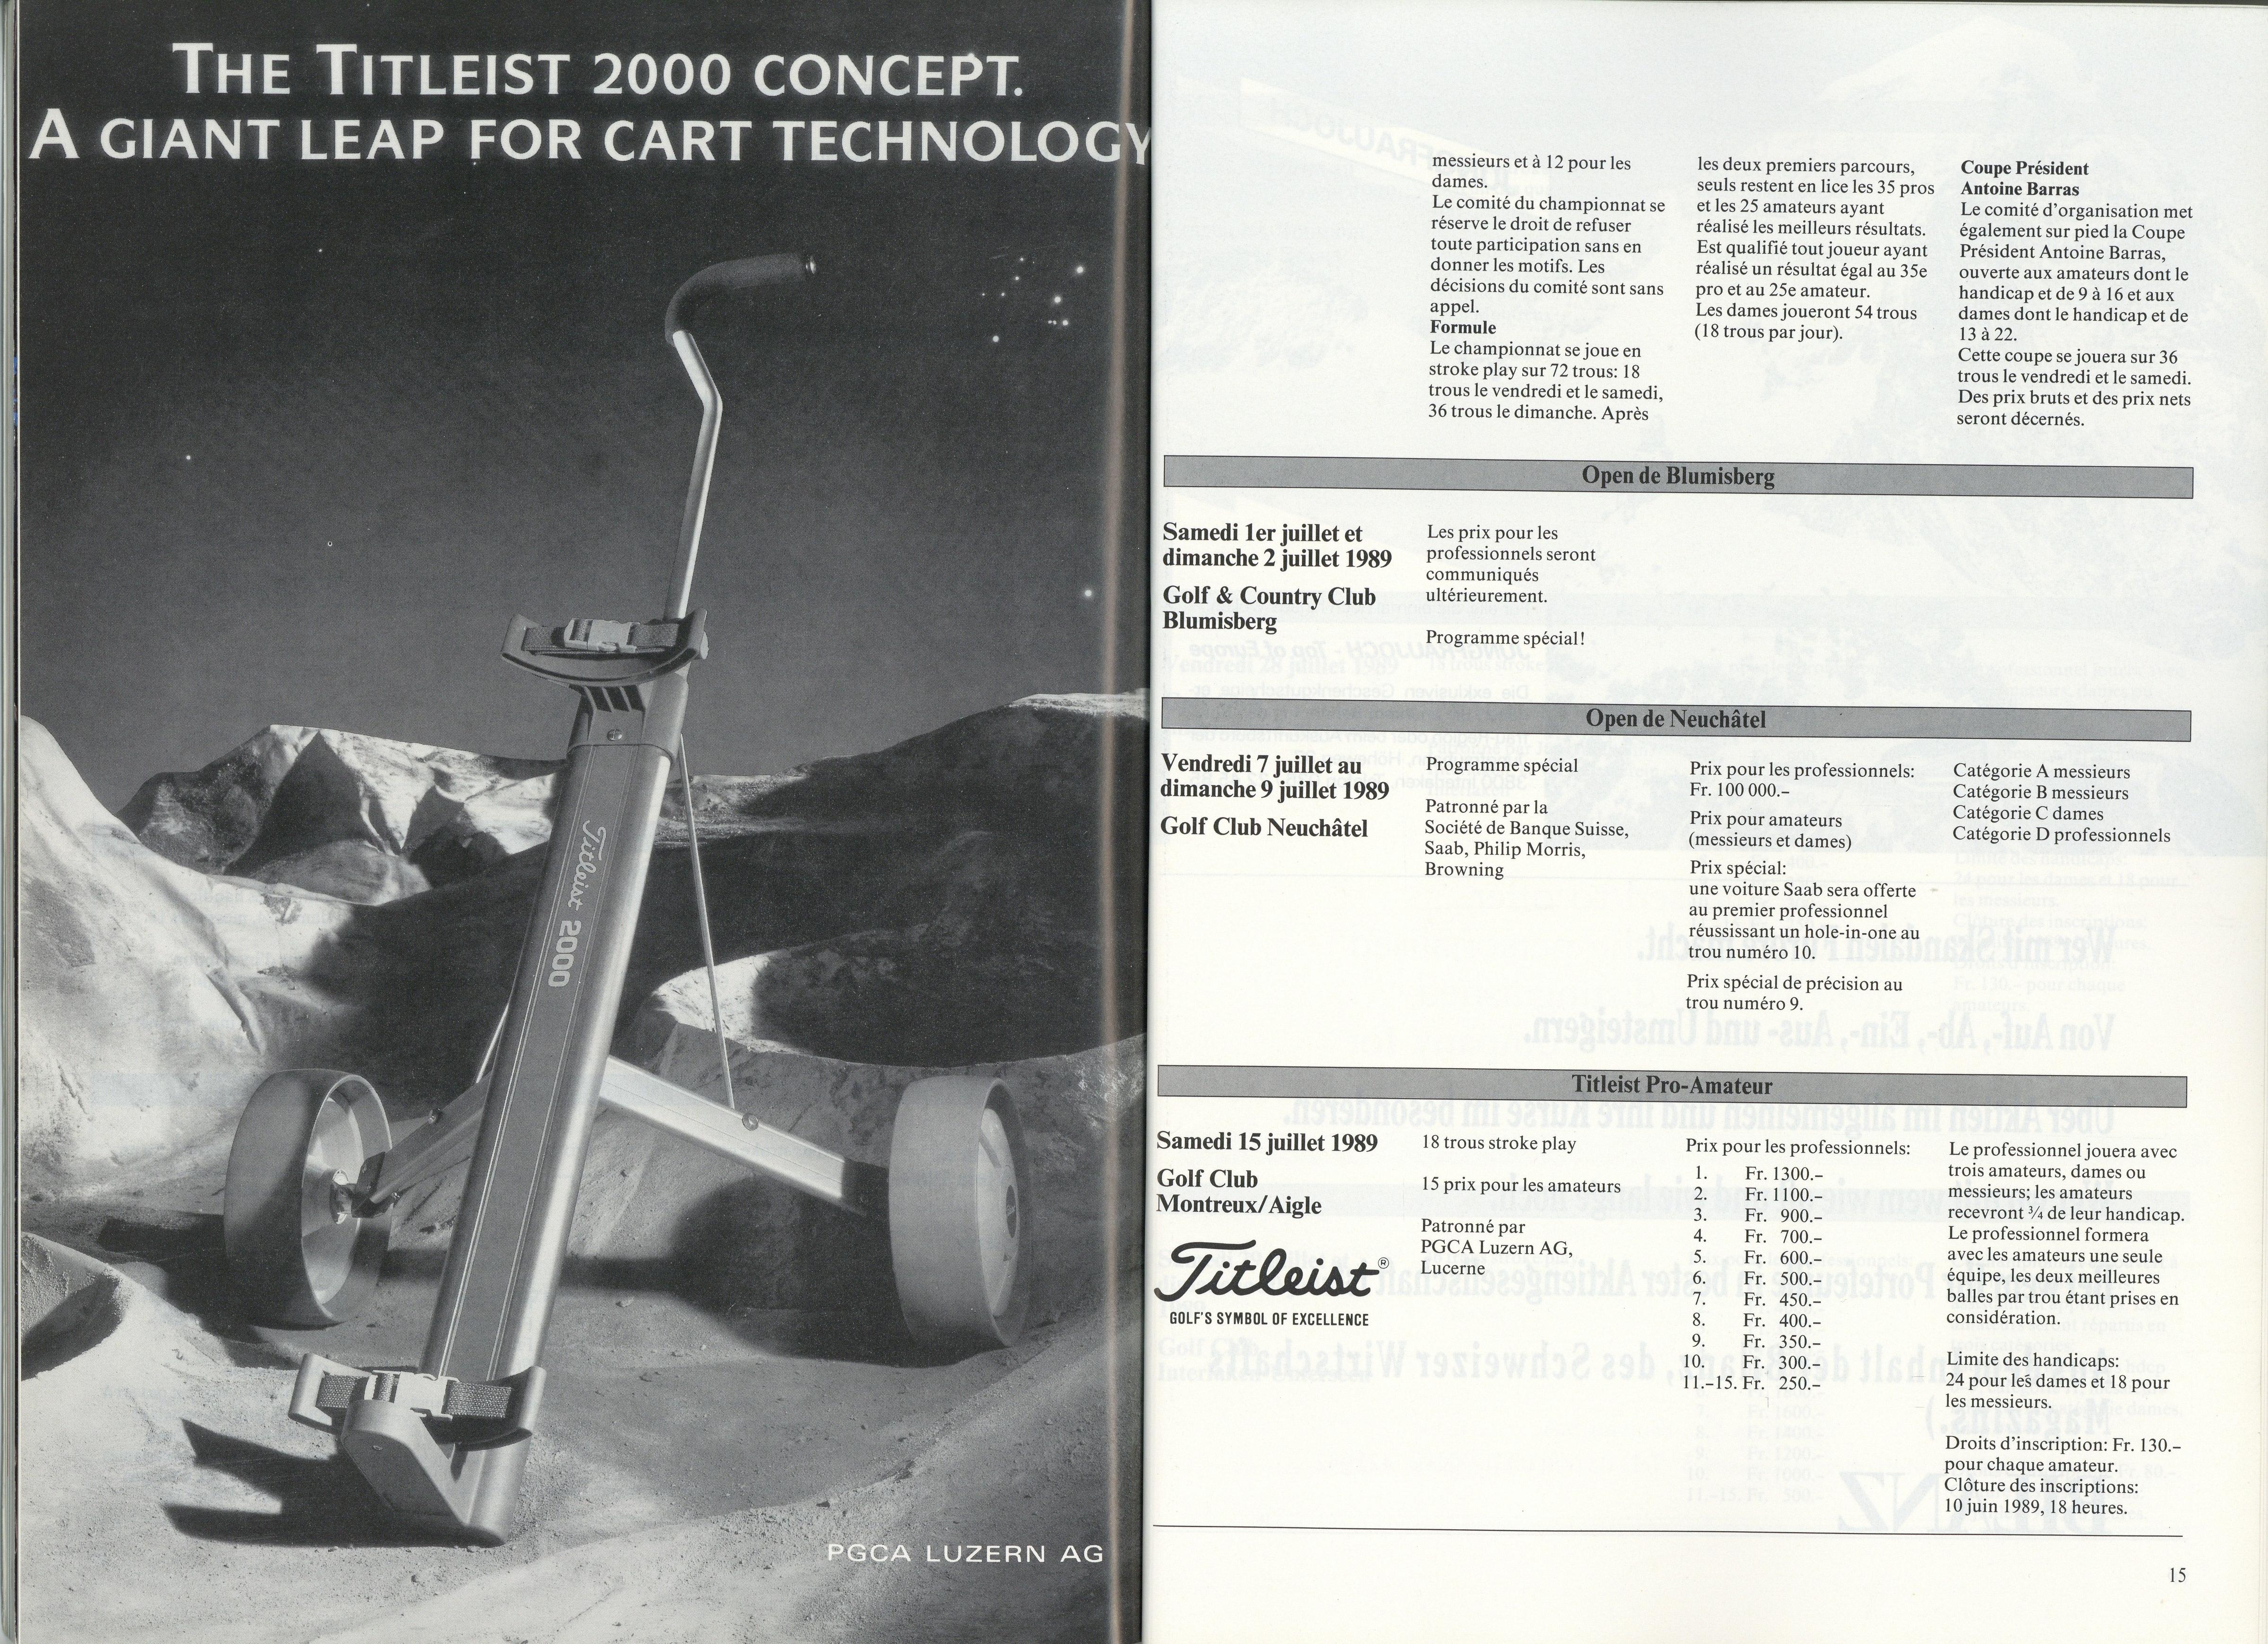 THE TITLEIST 2000 CONCEPT.
A GIANT LEAP FOR CART TECHNOLOGY
Titleist 2000
PGCA LUZERN AG
messieurs et à 12 pour les
dames.
Le comité du championnat se
réserve le droit de refuser
toute participation sans en
donner les motifs. Les
décisions du comité sont sans
appel.
Formule
Le championnat se joue en
stroke play sur 72 trous: 18
trous le vendredi et le samedi,
36 trous le dimanche. Après
les deux premiers parcours,
seuls restent en lice les 35 pros
et les 25 amateurs ayant
réalisé les meilleurs résultats.
Est qualifié tout joueur ayant
réalisé un résultat égal au 35e
pro et au 25e amateur.
Les dames joueront 54 trous
(18 trous par jour).
Coupe Président
Antoine Barras
Le comité d'organisation met
également sur pied la Coupe
Président Antoine Barras,
ouverte aux amateurs dont le
handicap et de 9 à 16 et aux
dames dont le handicap et de
13 à 22.
Cette coupe se jouera sur 36
trous le vendredi et le samedi.
Des prix bruts et des prix nets
seront décernés.
Open de Blumisberg
Samedi 1er juillet et
dimanche 2 juillet 1989
Golf & Country Club
Blumisberg
Les prix pour les
professionnels seront
communiqués
ultérieurement.
Programme spécial!
Open de Neuchâtel
Vendredi 7 juillet au
dimanche 9 juillet 1989
Golf Club Neuchâtel
Programme spécial
Patronné par la
Société de Banque Suisse,
Saab, Philip Morris,
Browning
Prix pour les professionnels:
Fr. 100 000.–
Prix pour amateurs
(messieurs et dames)
Prix spécial:
une voiture Saab sera offerte
au premier professionnel
réussissant un hole-in-one au
trou numéro 10.
Prix spécial de précision au
trou numéro 9.
Catégorie A messieurs
Catégorie B messieurs
Catégorie C dames
Catégorie D professionnels
Titleist Pro-Amateur
Samedi 15 juillet 1989
Golf Club
Montreux/Aigle
Titleist®
GOLF'S SYMBOL OF EXCELLENCE
18 trous stroke play
15 prix pour les amateurs
Patronné par
PGCA Luzern AG,
Lucerne
Prix pour les professionnels:
1. Fr. 1300.–
2. Fr. 1100.–
3. Fr. 900.–
4. Fr. 700.–
5. Fr. 600.–
6. Fr. 500.–
7. Fr. 450.–
8. Fr. 400.–
9. Fr. 350.–
10. Fr. 300.–
11.–15. Fr. 250.–
Le professionnel jouera avec
trois amateurs, dames ou
messieurs; les amateurs
recevront ¾ de leur handicap.
Le professionnel formera
avec les amateurs une seule
équipe, les deux meilleures
balles par trou étant prises en
considération.
Limite des handicaps:
24 pour les dames et 18 pour
les messieurs.
Droits d'inscription: Fr. 130.–
pour chaque amateur.
Clôture des inscriptions:
10 juin 1989, 18 heures.
15